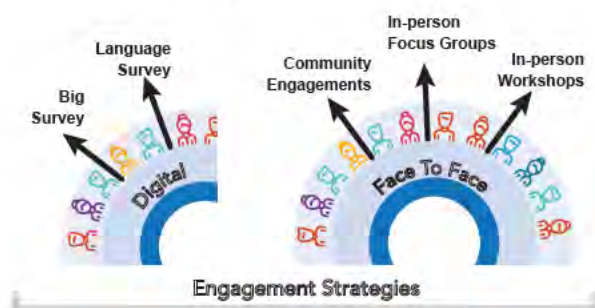 Language
Survey
Big
Survey
Digital
Community
Engagements
In-person
Focus Groups
In-person
Workshops
Face To Face
Engagement Strategies